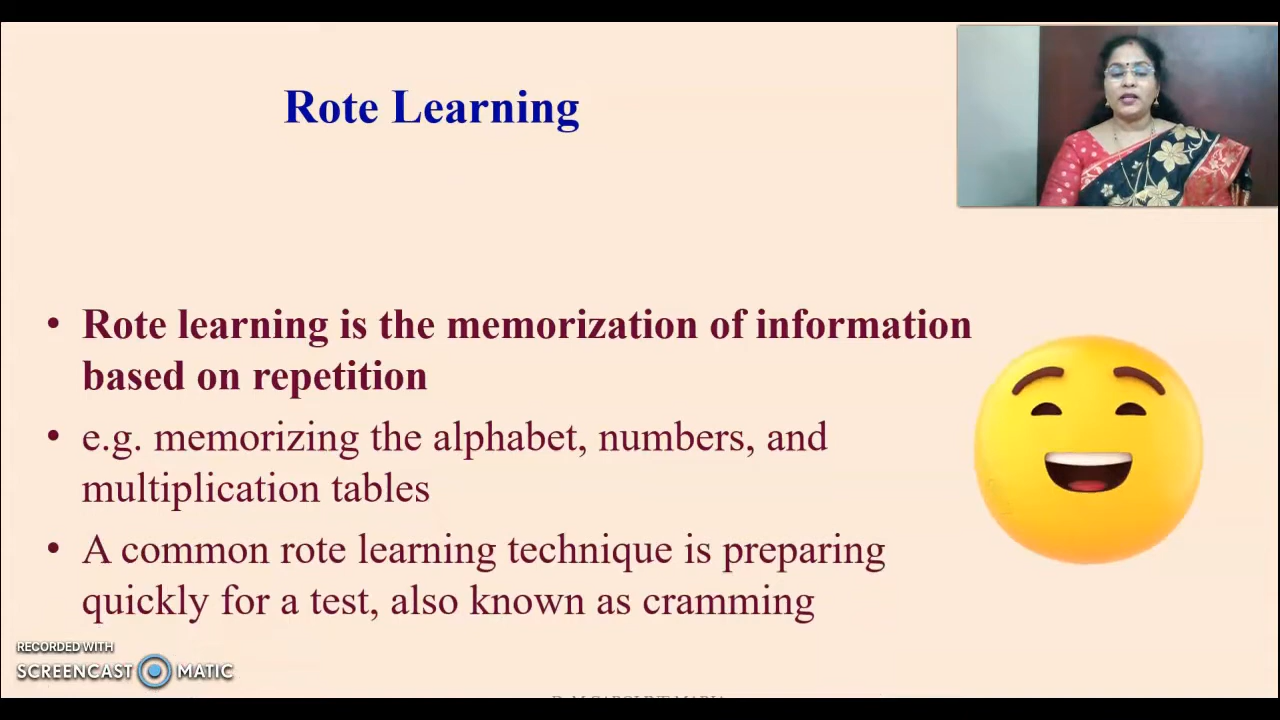 Rote Learning
• Rote learning is the memorization of information
based on repetition
• e.g. memorizing the alphabet, numbers, and
multiplication tables
• A common rote learning technique is preparing
quickly for a test, also known as cramming
RECORDED WITH
SCREENCAST MATIC